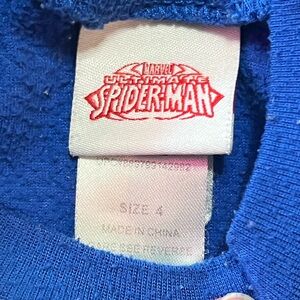 MARVEL
ULTIMATE
SPIDER-MAN
SIZE 4
MADE IN CHINA
SEE REVERSE